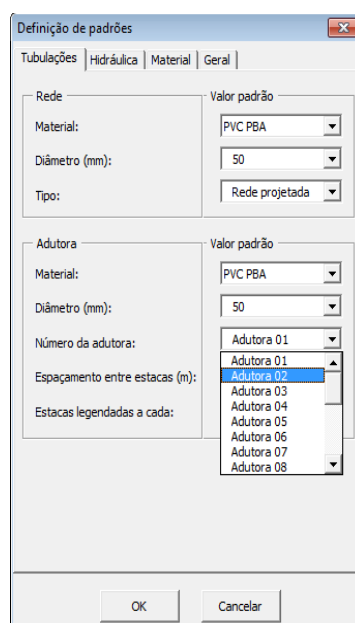 Definição de padrões
Tubulações Hidráulica Material Geral
Rede Valor padrão
Material: PVC PBA
Diâmetro (mm): 50
Tipo: Rede projetada
Adutora Valor padrão
Material: PVC PBA
Diâmetro (mm): 50
Número da adutora: Adutora 01
Adutora 01
Adutora 02
Espaçamento entre estacas (m):
Adutora 03
Adutora 04
Estacas legendadas a cada:
Adutora 05
Adutora 06
Adutora 07
Adutora 08
OK Cancelar